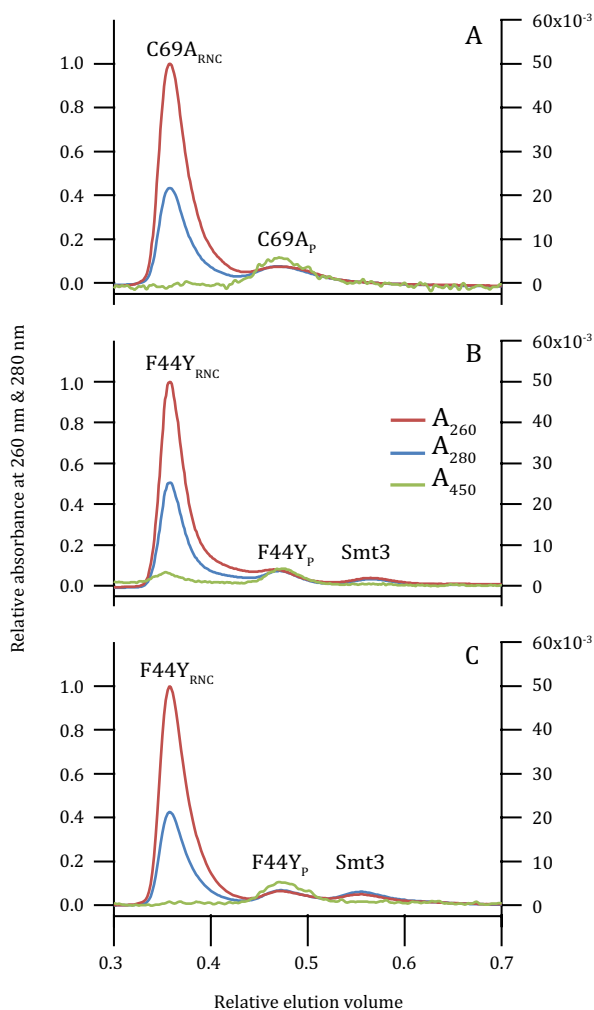 A
C69A_RNC
C69A_P
1.0
0.8
0.6
0.4
0.2
0.0
60x10⁻³
50
40
30
20
10
0
B
F44Y_RNC
A_260
A_280
A_450
F44Y_P Smt3
1.0
0.8
0.6
0.4
0.2
0.0
60x10⁻³
50
40
30
20
10
0
C
F44Y_RNC
F44Y_P Smt3
1.0
0.8
0.6
0.4
0.2
0.0
60x10⁻³
50
40
30
20
10
0
0.3 0.4 0.5 0.6 0.7
Relative elution volume
Relative absorbance at 260 nm & 280 nm